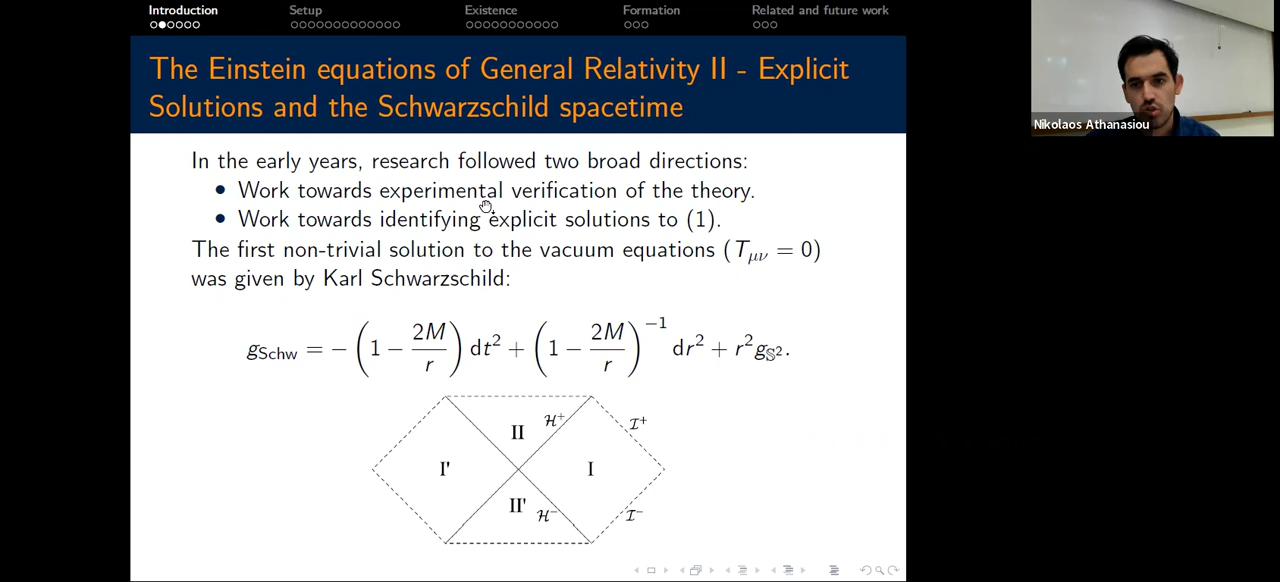 Introduction Setup Existence Formation Related and future work
The Einstein equations of General Relativity II - Explicit
Solutions and the Schwarzschild spacetime
Nikolaos Athanasiou
In the early years, research followed two broad directions:
• Work towards experimental verification of the theory.
• Work towards identifying explicit solutions to (1).
The first non-trivial solution to the vacuum equations (T_{μν} = 0)
was given by Karl Schwarzschild:
g_{Schw} = −(1 − 2M/r) dt² + (1 − 2M/r)^{−1} dr² + r²g_{𝕊²}.
II H⁺ I⁺
I' I
II' H⁻ I⁻